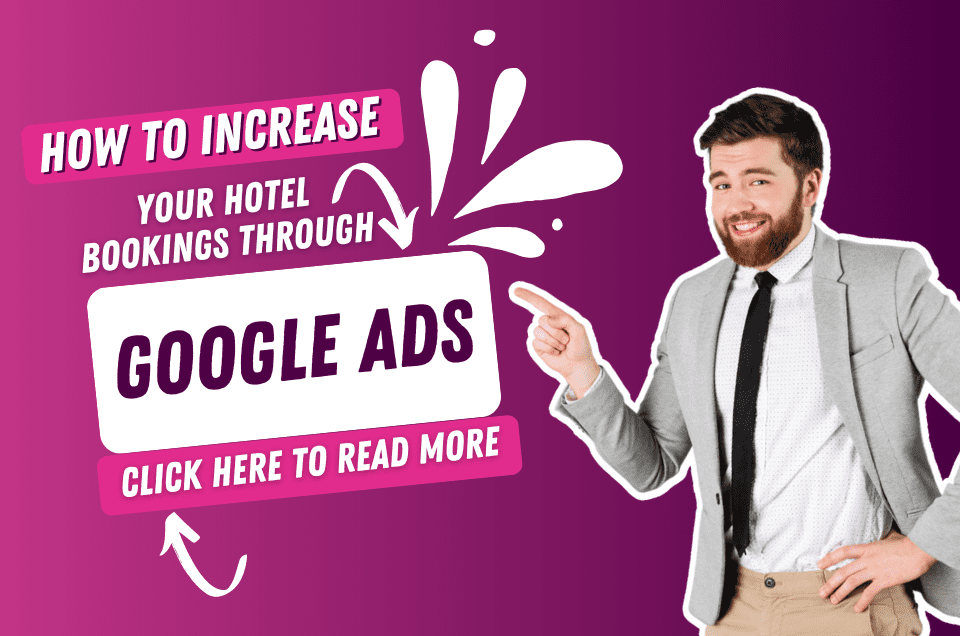 HOW TO INCREASE
YOUR HOTEL
BOOKINGS THROUGH
GOOGLE ADS
CLICK HERE TO READ MORE